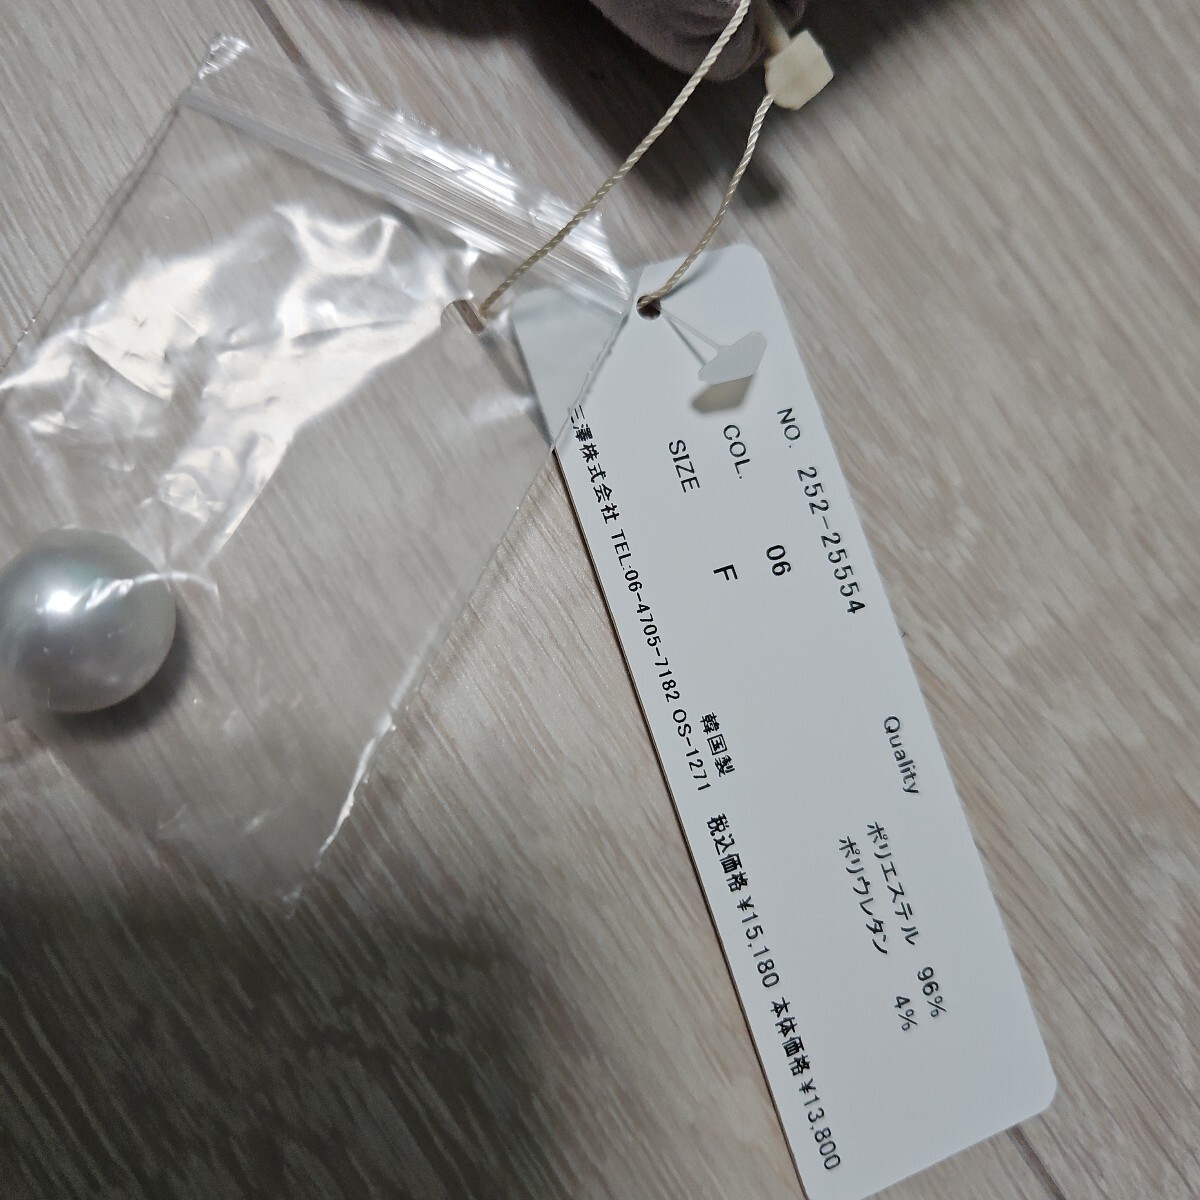 NO. 252-25554
COL. 06
SIZE F
Quality
ポリエステル 96%
ポリウレタン 4%
韓国製
三澤株式会社 TEL:06-4705-7182 OS-1271 税込価格¥15,180 本体価格¥13,800